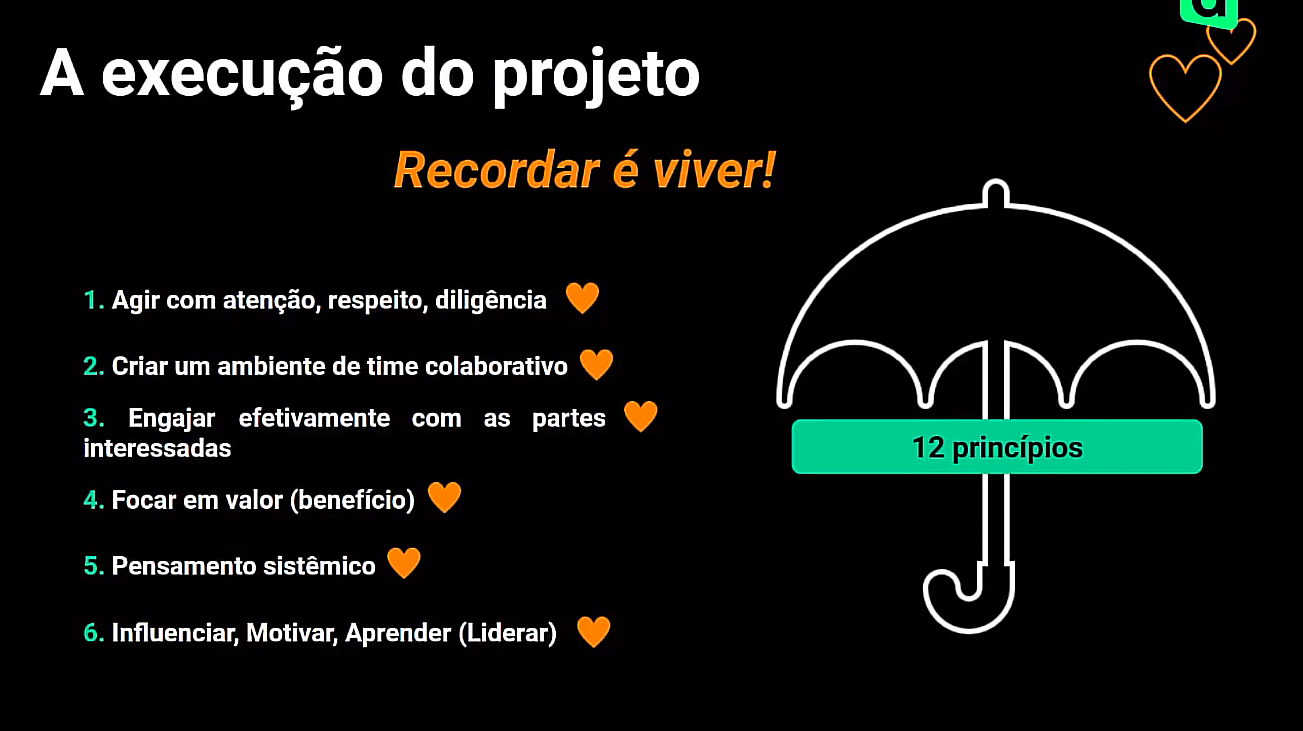 A execução do projeto
Recordar é viver!
1. Agir com atenção, respeito, diligência
2. Criar um ambiente de time colaborativo
3. Engajar efetivamente com as partes
interessadas
4. Focar em valor (benefício)
5. Pensamento sistêmico
6. Influenciar, Motivar, Aprender (Liderar)
12 princípios